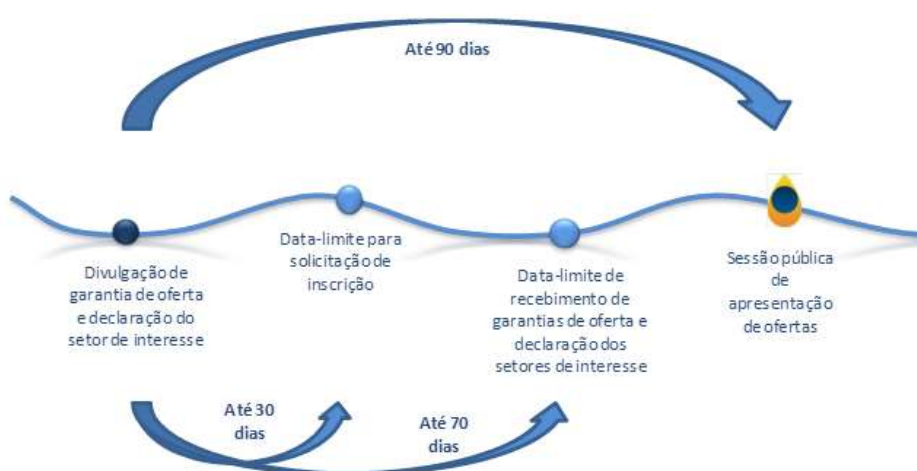 Até 90 dias
Divulgação de
garantia de oferta
e declaração do
setor de interesse
Data-limite para
solicitação de
inscrição
Data-limite de
recebimento de
garantias de oferta e
declaração dos
setores de interesse
Sessão pública
de
apresentação
de ofertas
Até 30
dias
Até 70
dias